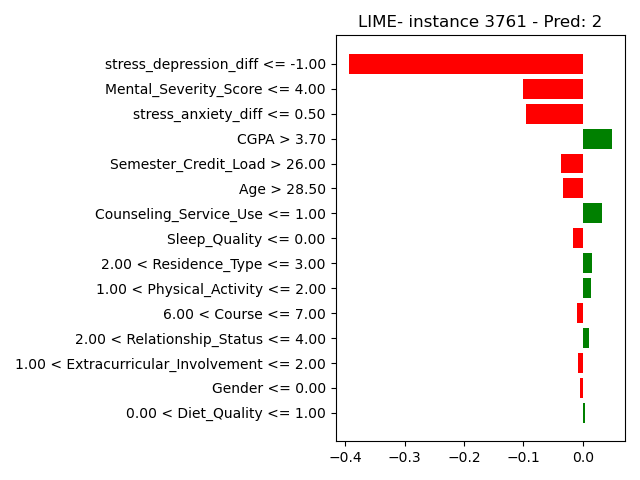 LIME- instance 3761 - Pred: 2
stress_depression_diff <= -1.00
Mental_Severity_Score <= 4.00
stress_anxiety_diff <= 0.50
CGPA > 3.70
Semester_Credit_Load > 26.00
Age > 28.50
Counseling_Service_Use <= 1.00
Sleep_Quality <= 0.00
2.00 < Residence_Type <= 3.00
1.00 < Physical_Activity <= 2.00
6.00 < Course <= 7.00
2.00 < Relationship_Status <= 4.00
1.00 < Extracurricular_Involvement <= 2.00
Gender <= 0.00
0.00 < Diet_Quality <= 1.00
−0.4 −0.3 −0.2 −0.1 0.0